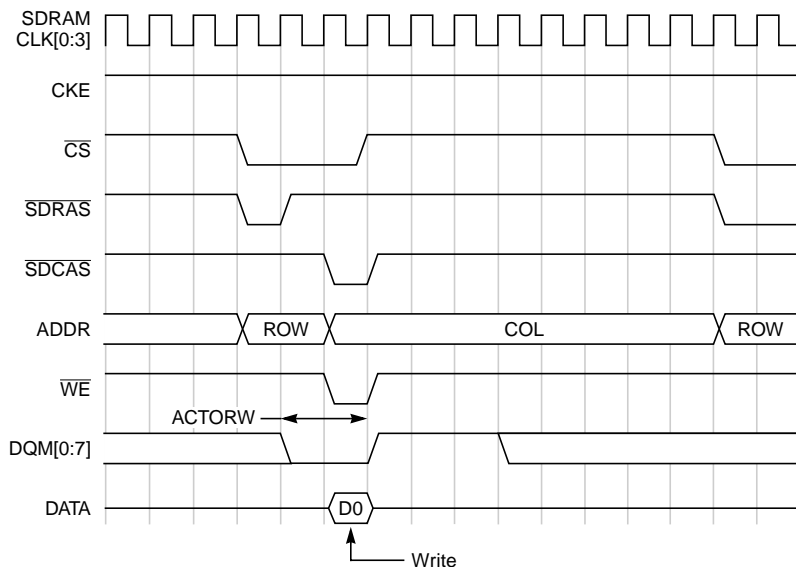 SDRAM
CLK[0:3]
CKE
CS
SDRAS
SDCAS
ADDR ROW COL ROW
WE
ACTORW
DQM[0:7]
DATA D0
Write